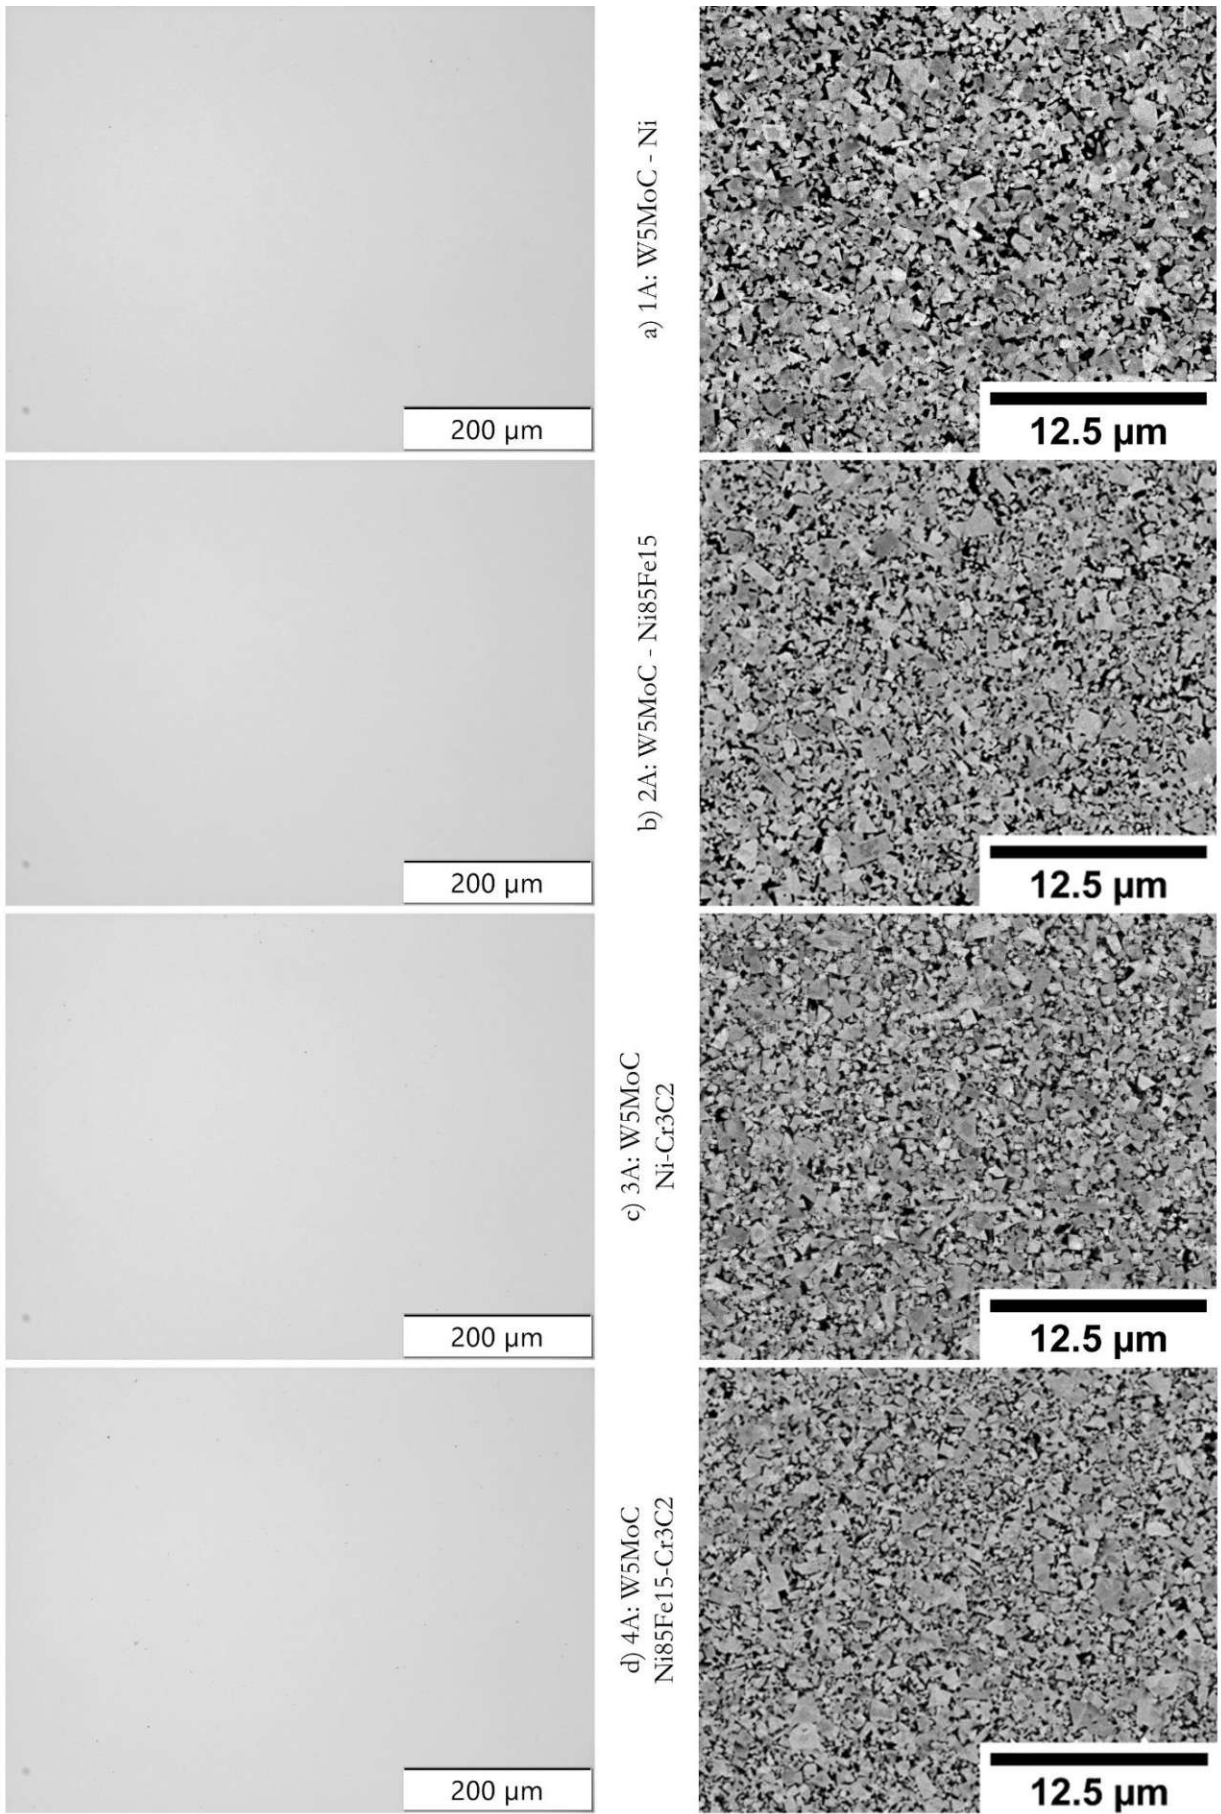 200 µm
a) 1A: W5MoC - Ni
12.5 µm
200 µm
b) 2A: W5MoC - Ni85Fe15
12.5 µm
200 µm
c) 3A: W5MoC
Ni-Cr3C2
12.5 µm
200 µm
d) 4A: W5MoC
Ni85Fe15-Cr3C2
12.5 µm